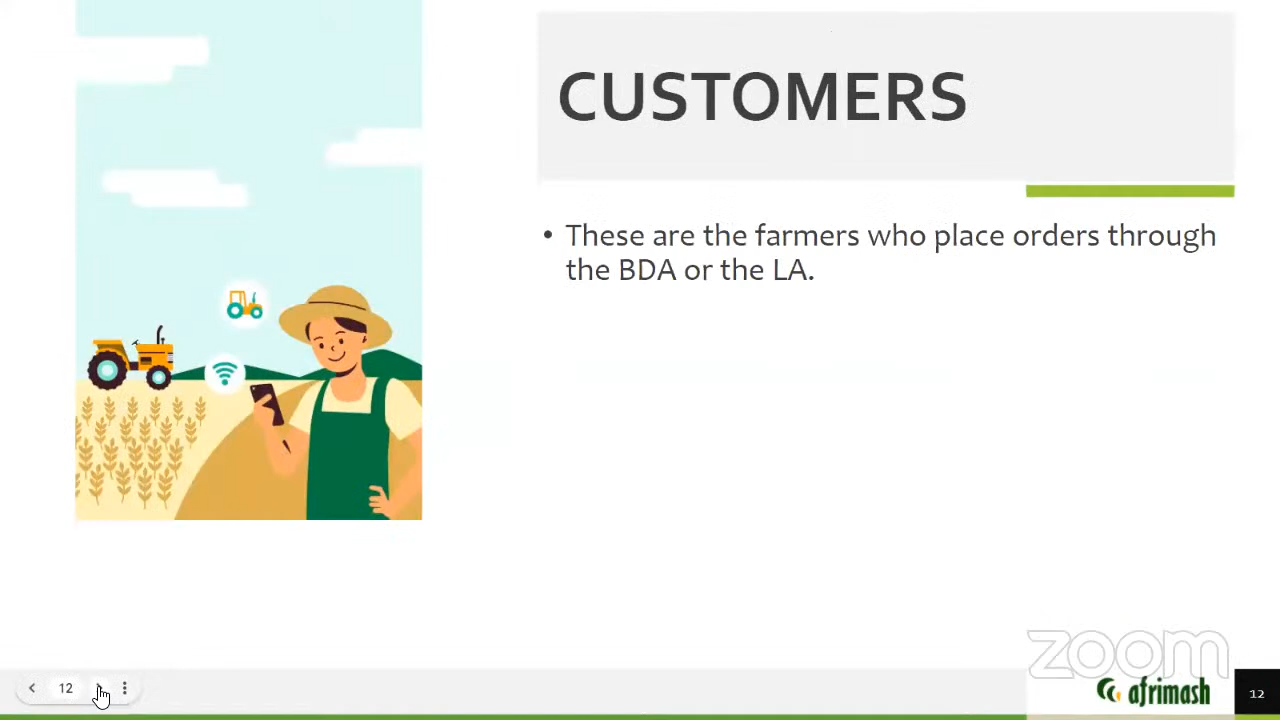 CUSTOMERS
• These are the farmers who place orders through
the BDA or the LA.
zoom
afrimash
12
12